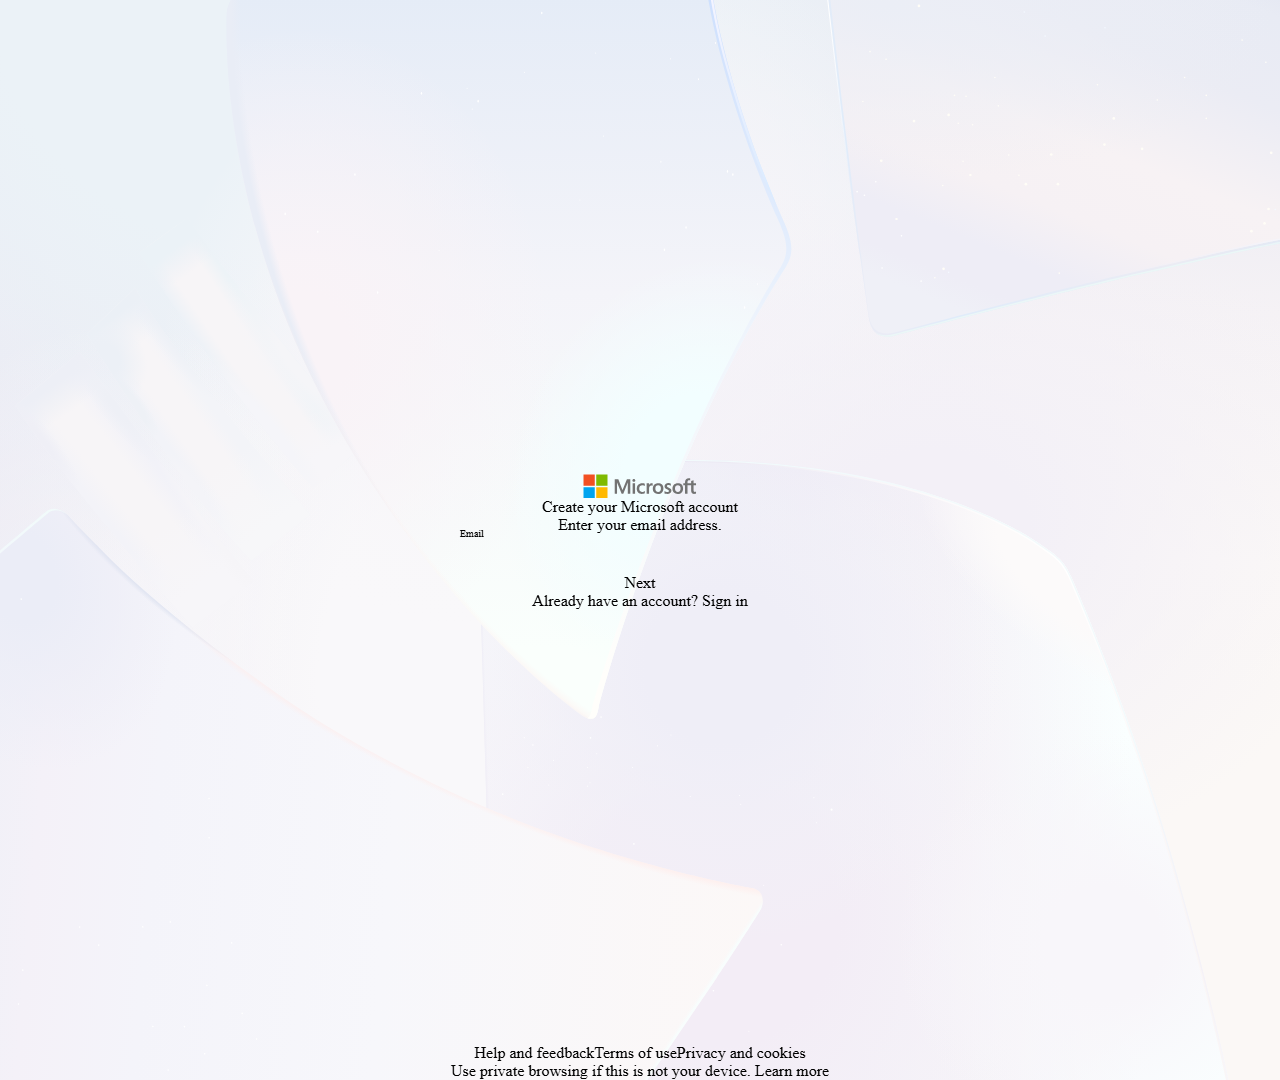 Microsoft
Create your Microsoft account
Enter your email address.
Email
Next
Already have an account? Sign in
Help and feedbackTerms of usePrivacy and cookies
Use private browsing if this is not your device. Learn more